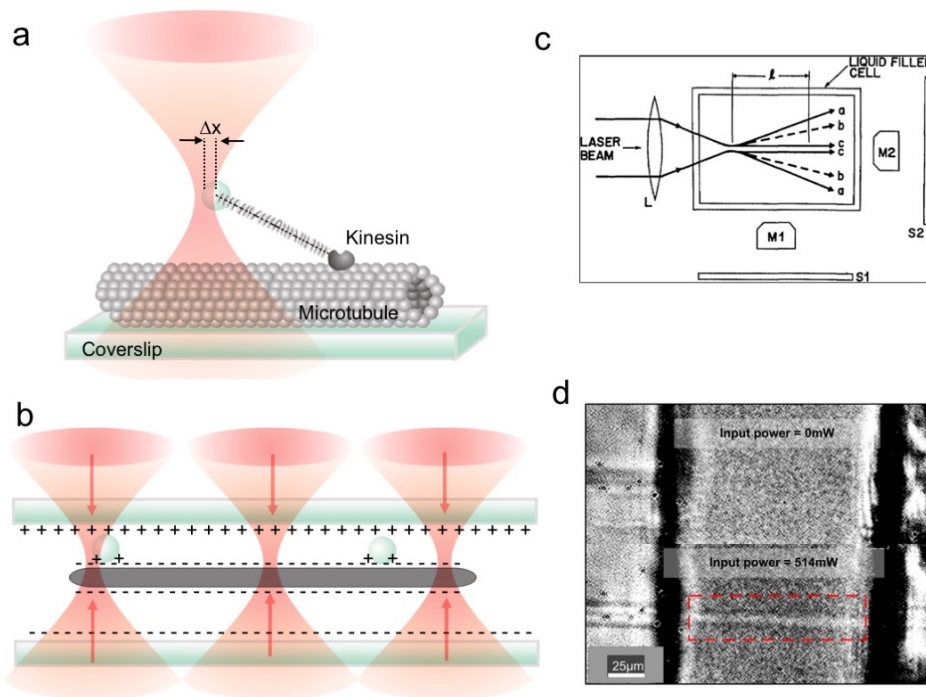 a
Δx
Kinesin
Microtubule
Coverslip
b
+ + + + + + + + + + + + + + + + + + + + + + + + + + + +
+ +
+ +
c
LIQUID FILLED
CELL
l
LASER
BEAM
L
a
b
c
c
b
a
M2
M1
S2
S1
d
Input power = 0mW
Input power = 514mW
25μm